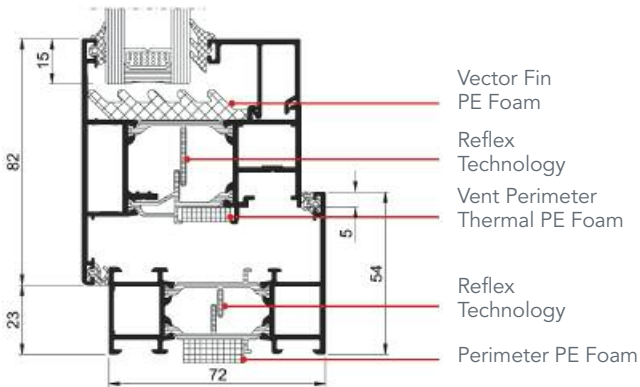 15
82
23
72
5
54
Vector Fin
PE Foam
Reflex
Technology
Vent Perimeter
Thermal PE Foam
Reflex
Technology
Perimeter PE Foam